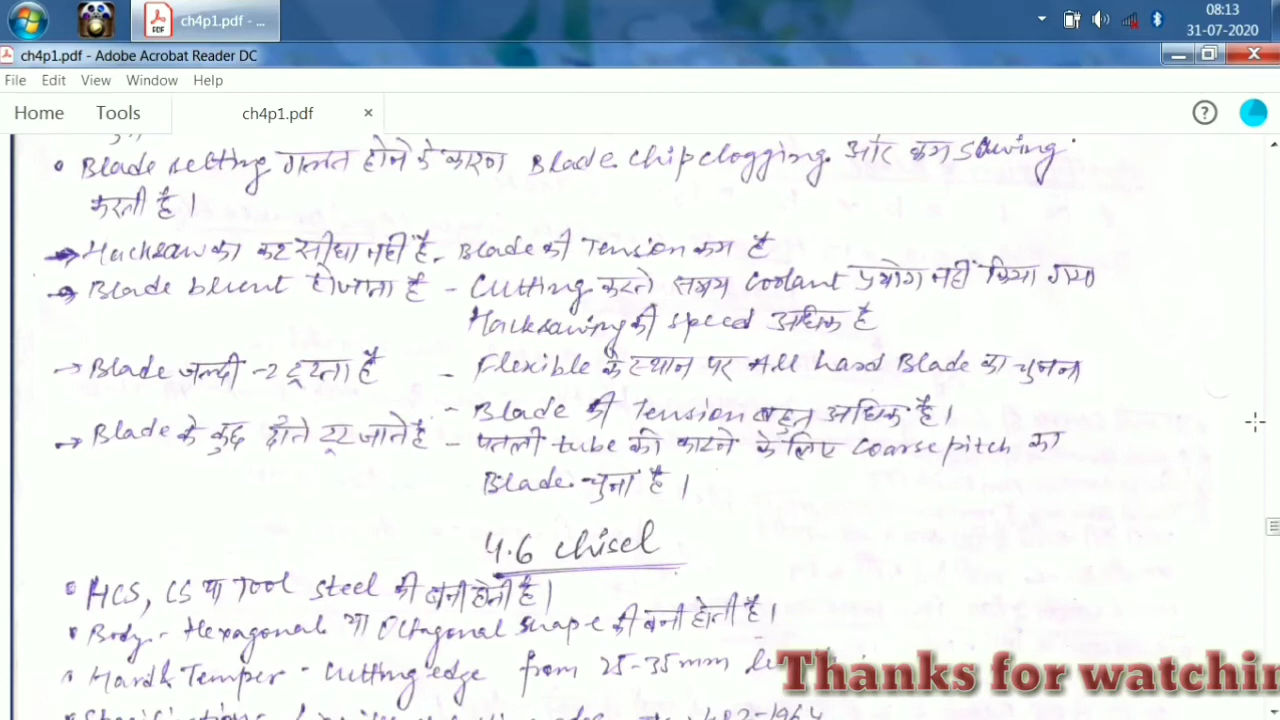 ch4p1.pdf - ...
08:13
31-07-2020
ch4p1.pdf - Adobe Acrobat Reader DC
File Edit View Window Help
Home Tools ch4p1.pdf ×
• Blade setting गलत होने के कारण Blade chip clogging और कम sawing
करती है।
→ Hacksaw का कट सीधा नहीं है - Blade की Tension कम है
→ Blade blunt हो जाता है - Cutting करते समय coolant प्रयोग नहीं किया गया
Hacksawing की speed अधिक है
→ Blade जल्दी -2 टूटता है - Flexible के स्थान पर All hard Blade का चुनना
- Blade की Tension बहुत अधिक है।
→ Blade के कुछ दाँते टूट जाते है - पतली tube को काटने के लिए coarse pitch का
Blade चुना है।
4.6 chisel
• HCS, CS या Tool steel की बनी होती है।
• Body - Hexagonal या Octagonal shape की बनी होती है।
• Hard & Temper - Cutting edge from 25-35mm
Thanks for watchin
402-1964